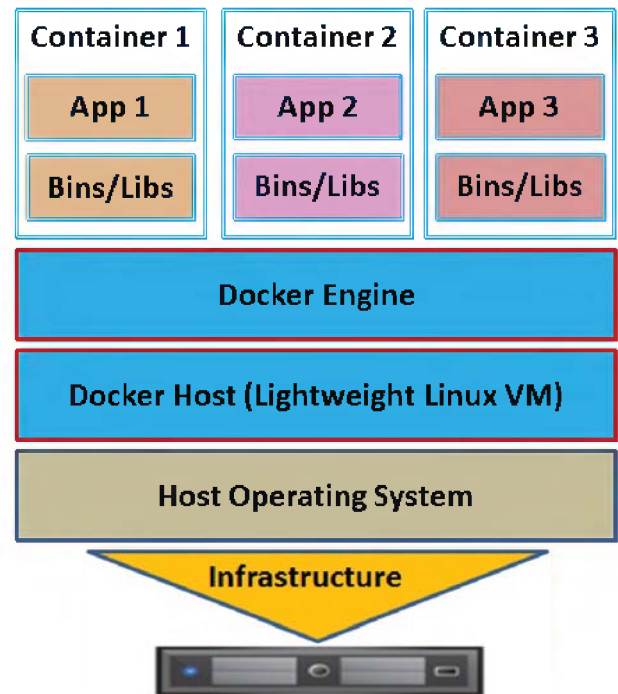 Container 1
Container 2
Container 3
App 1
App 2
App 3
Bins/Libs
Bins/Libs
Bins/Libs
Docker Engine
Docker Host (Lightweight Linux VM)
Host Operating System
Infrastructure